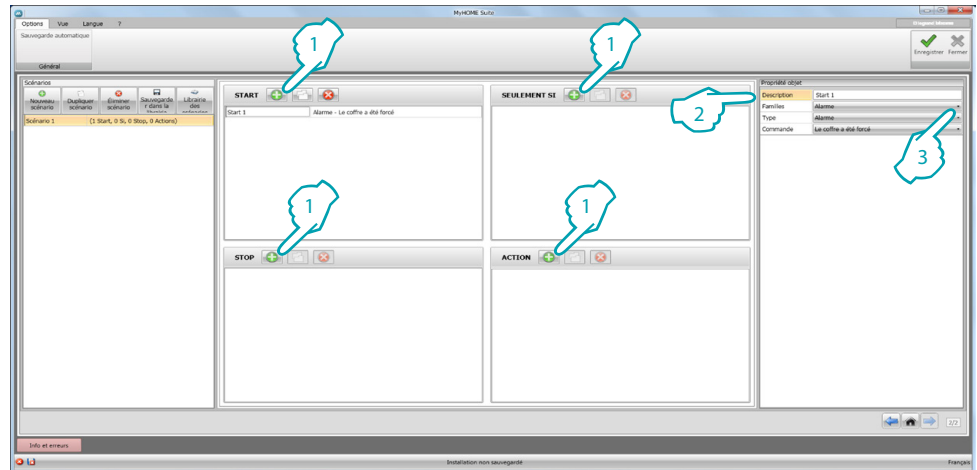 MyHOME Suite
Options Vue Langue ?
Sauvegarde automatique
Général
Enregistrer Fermer
Scénarios
Nouveau scénario
Dupliquer scénario
Éliminer scénario
Sauvegarde r dans la
Librairie des
Scénario 1 (1 Start, 0 Si, 0 Stop, 0 Actions)
START
Start 1 Alarme - Le coffre a été forcé
SEULEMENT SI
STOP
ACTION
Propriété objet
Description Start 1
Familles Alarme
Type Alarme
Commande Le coffre a été forcé
1
1
2
3
1
1
2/2
Info et erreurs
Installation non sauvegardé
Français